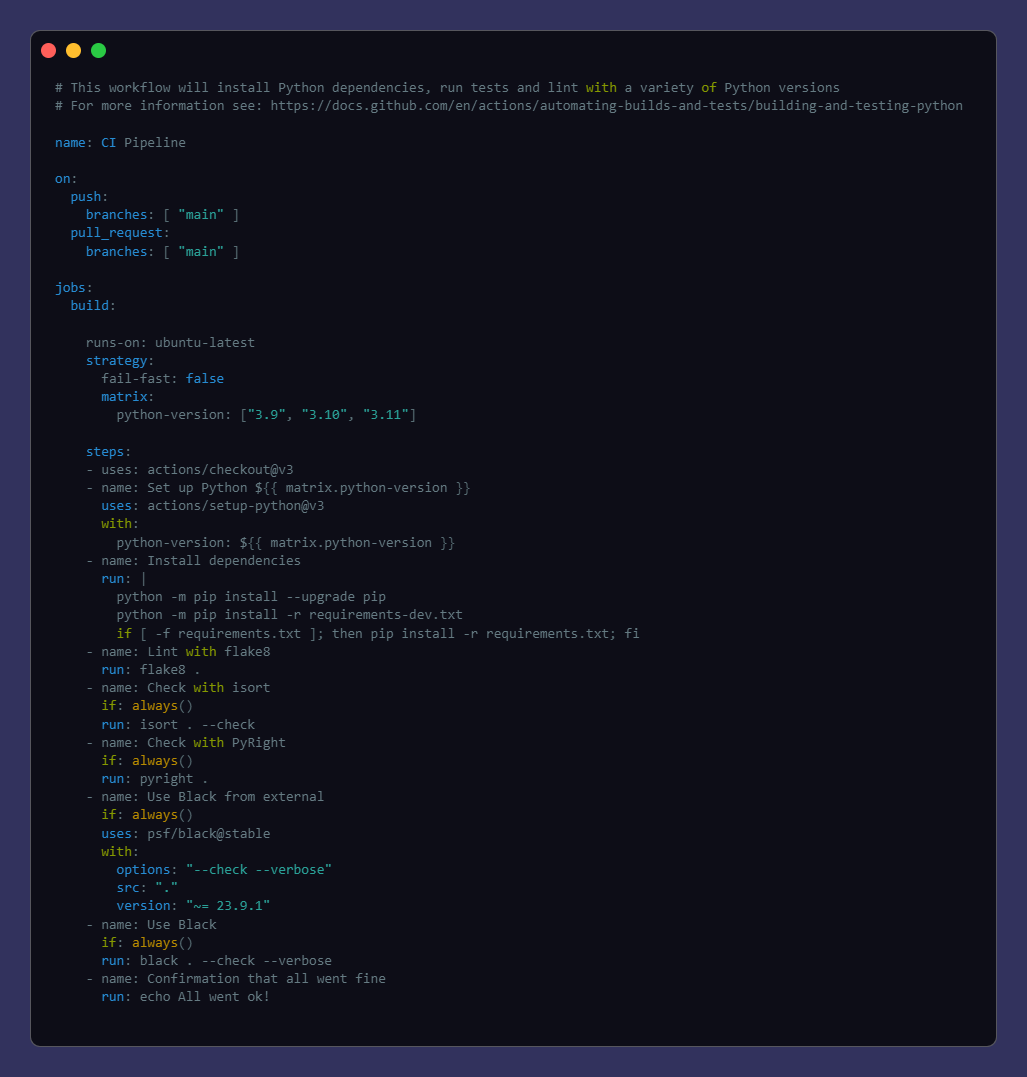 # This workflow will install Python dependencies, run tests and lint with a variety of Python versions
# For more information see: https://docs.github.com/en/actions/automating-builds-and-tests/building-and-testing-python

name: CI Pipeline

on:
  push:
    branches: [ "main" ]
  pull_request:
    branches: [ "main" ]

jobs:
  build:

    runs-on: ubuntu-latest
    strategy:
      fail-fast: false
      matrix:
        python-version: ["3.9", "3.10", "3.11"]

    steps:
    - uses: actions/checkout@v3
    - name: Set up Python ${{ matrix.python-version }}
      uses: actions/setup-python@v3
      with:
        python-version: ${{ matrix.python-version }}
    - name: Install dependencies
      run: |
        python -m pip install --upgrade pip
        python -m pip install -r requirements-dev.txt
        if [ -f requirements.txt ]; then pip install -r requirements.txt; fi
    - name: Lint with flake8
      run: flake8 .
    - name: Check with isort
      if: always()
      run: isort . --check
    - name: Check with PyRight
      if: always()
      run: pyright .
    - name: Use Black from external
      if: always()
      uses: psf/black@stable
      with:
        options: "--check --verbose"
        src: "."
        version: "~= 23.9.1"
    - name: Use Black
      if: always()
      run: black . --check --verbose
    - name: Confirmation that all went fine
      run: echo All went ok!